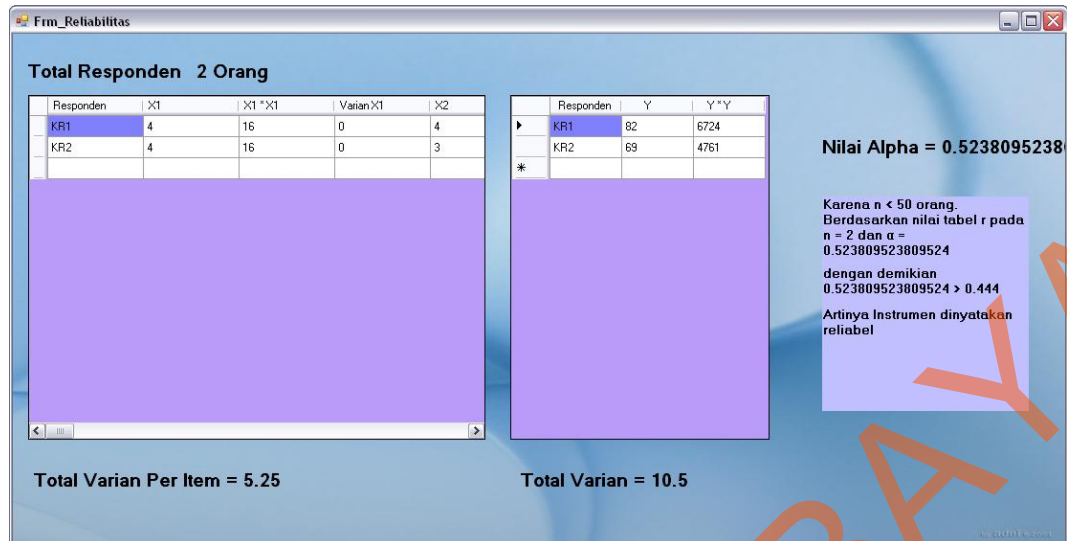 Frm_Reliabilitas
Total Responden 2 Orang
Responden X1 X1 * X1 Varian X1 X2
KR1 4 16 0 4
KR2 4 16 0 3
Responden Y Y * Y
KR1 82 6724
KR2 69 4761
Nilai Alpha = 0.5238095238
Karena n < 50 orang.
Berdasarkan nilai tabel r pada
n = 2 dan α =
0.523809523809524
dengan demikian
0.523809523809524 > 0.444
Artinya Instrumen dinyatakan
reliabel
Total Varian Per Item = 5.25
Total Varian = 10.5